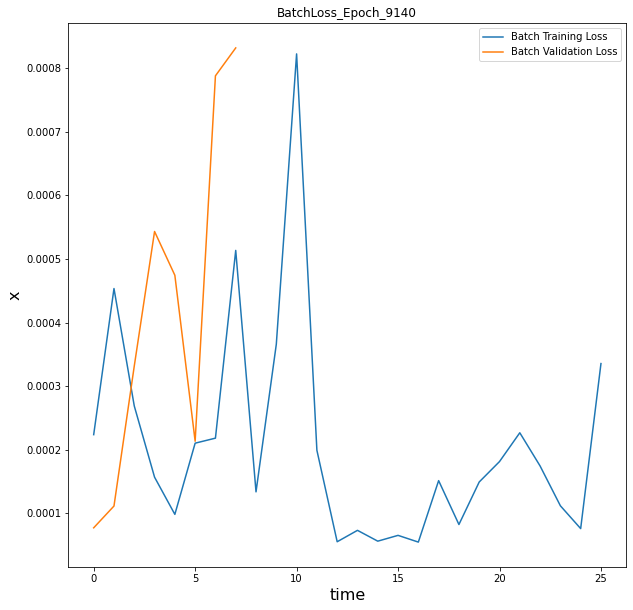 BatchLoss_Epoch_9140
Batch Training Loss
Batch Validation Loss
0.0008
0.0007
0.0006
0.0005
0.0004
0.0003
0.0002
0.0001
x
0 5 10 15 20 25
time